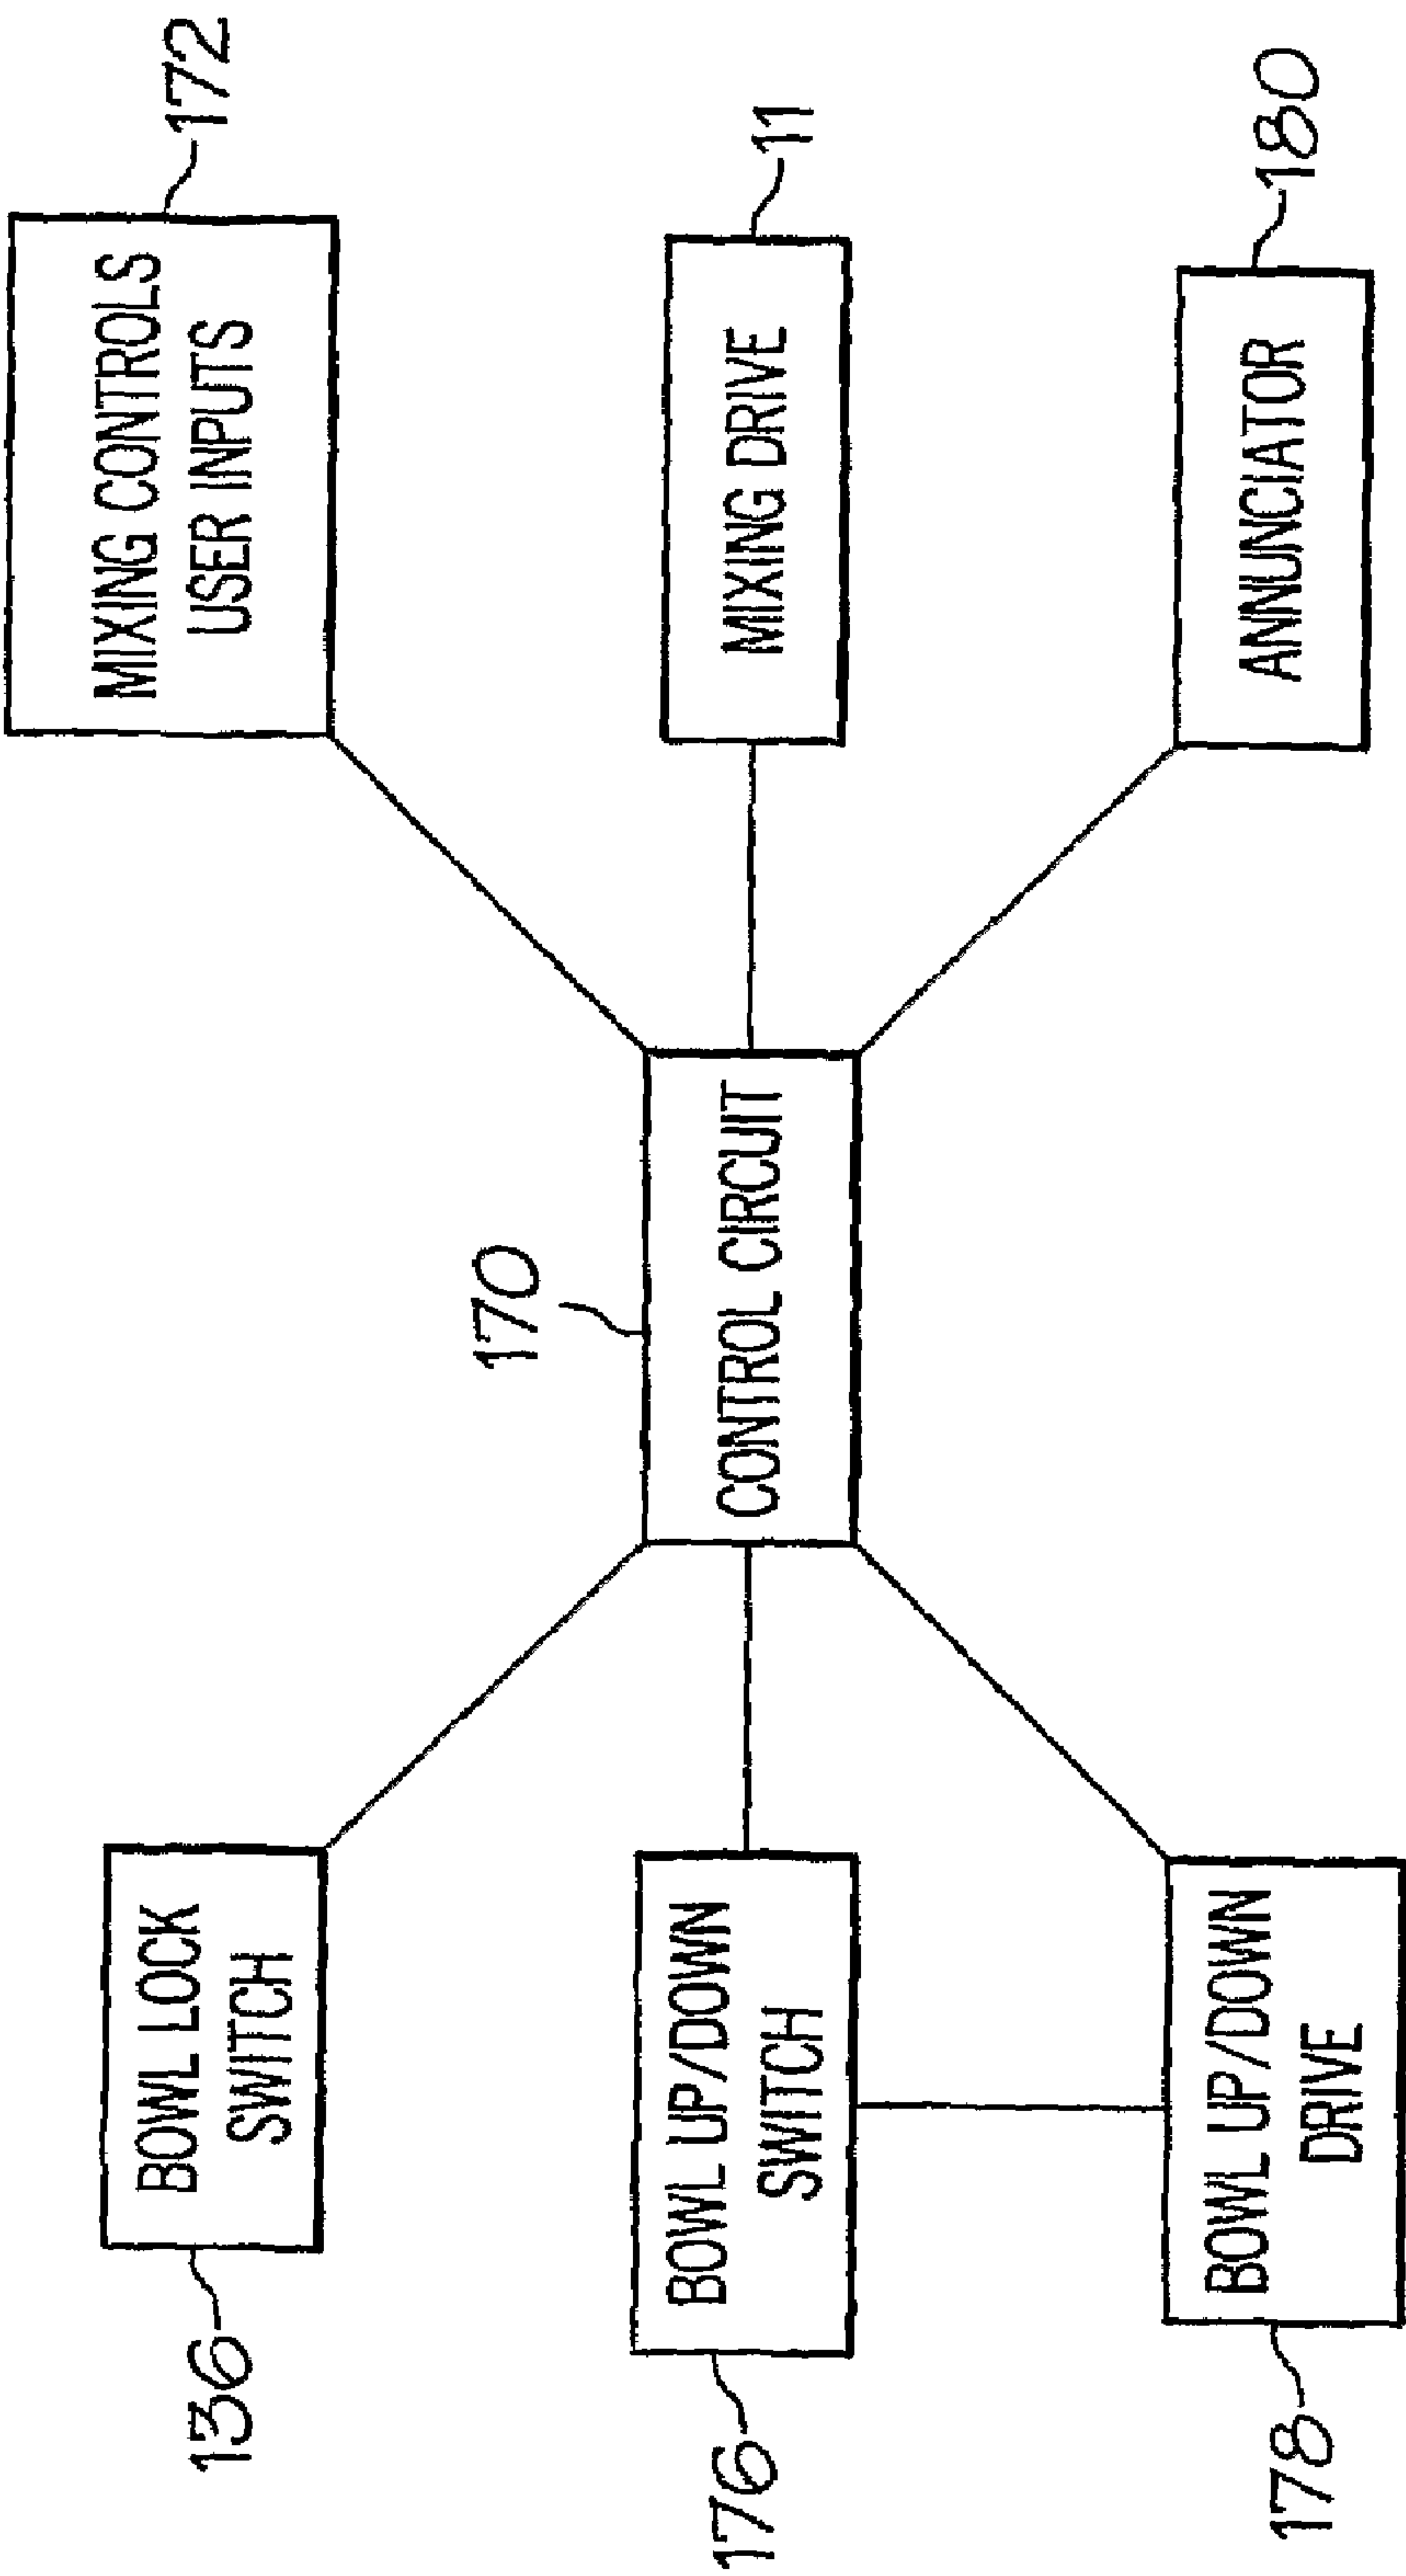 136
BOWL LOCK
SWITCH
MIXING CONTROLS
USER INPUTS
172
170
CONTROL CIRCUIT
176
BOWL UP/DOWN
SWITCH
MIXING DRIVE
11
178
BOWL UP/DOWN
DRIVE
ANNUNCIATOR
180